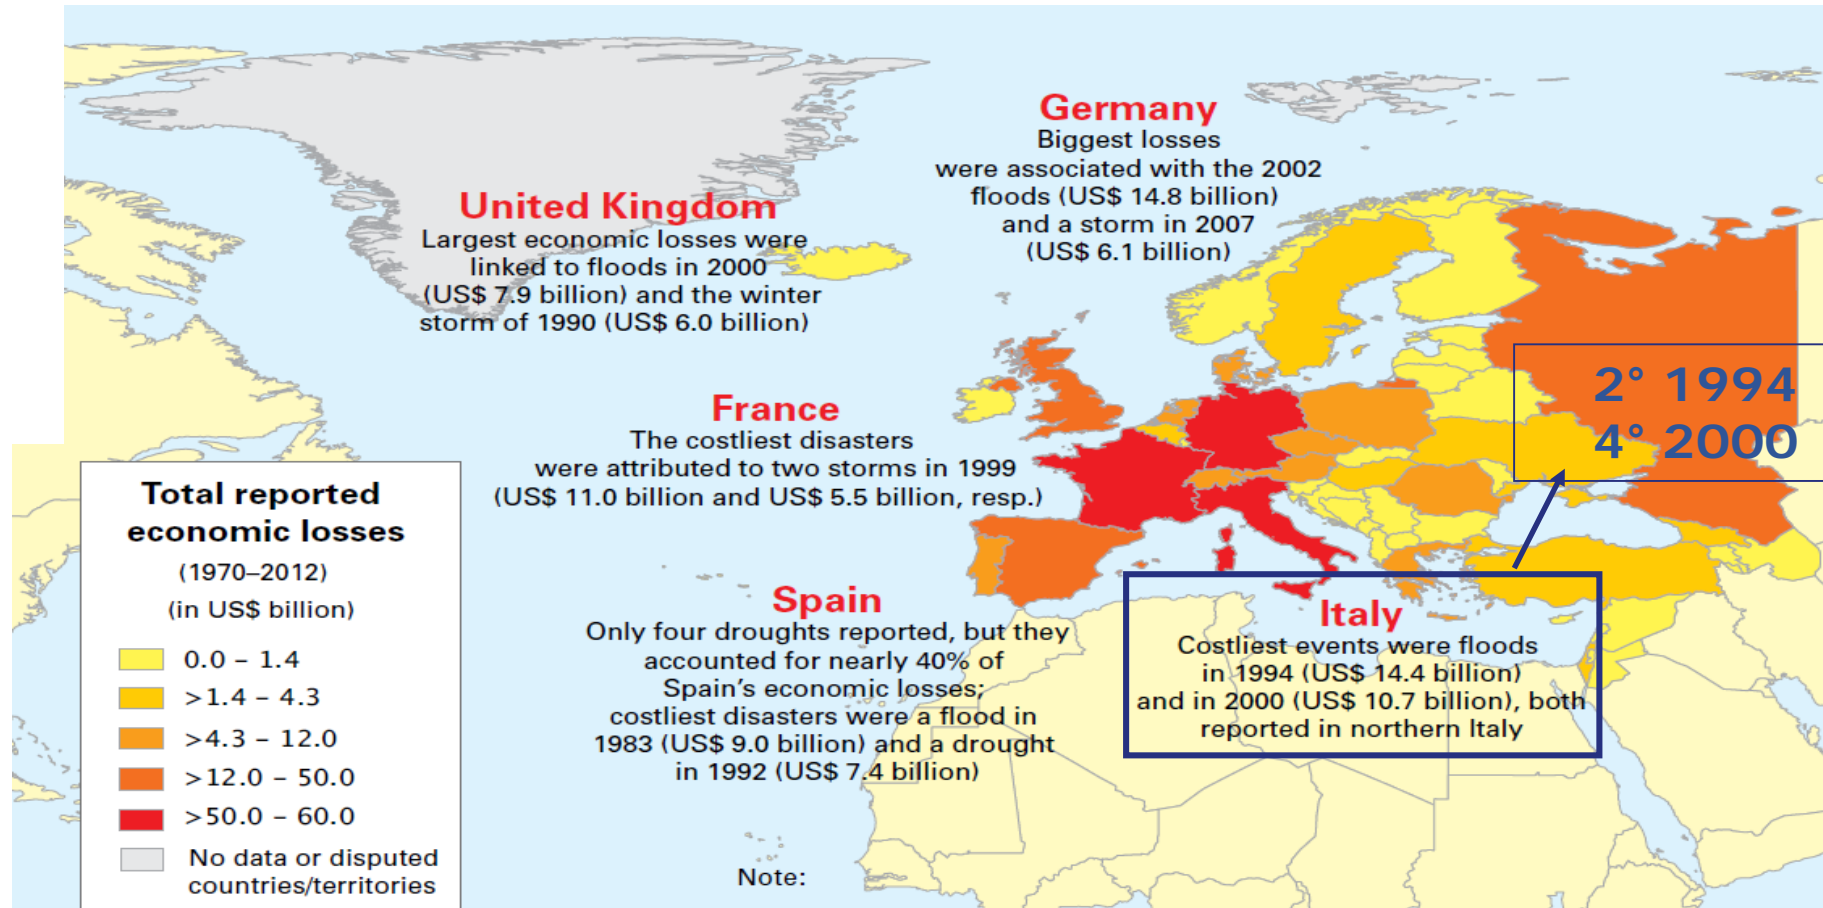 Germany
Biggest losses
were associated with the 2002
floods (US$ 14.8 billion)
and a storm in 2007
(US$ 6.1 billion)
United Kingdom
Largest economic losses were
linked to floods in 2000
(US$ 7.9 billion) and the winter
storm of 1990 (US$ 6.0 billion)
2° 1994
4° 2000
France
The costliest disasters
were attributed to two storms in 1999
(US$ 11.0 billion and US$ 5.5 billion, resp.)
Total reported
economic losses
(1970–2012)
(in US$ billion)
0.0 – 1.4
>1.4 – 4.3
>4.3 – 12.0
>12.0 – 50.0
>50.0 – 60.0
No data or disputed
countries/territories
Spain
Only four droughts reported, but they
accounted for nearly 40% of
Spain's economic losses;
costliest disasters were a flood in
1983 (US$ 9.0 billion) and a drought
in 1992 (US$ 7.4 billion)
Italy
Costliest events were floods
in 1994 (US$ 14.4 billion)
and in 2000 (US$ 10.7 billion), both
reported in northern Italy
Note: